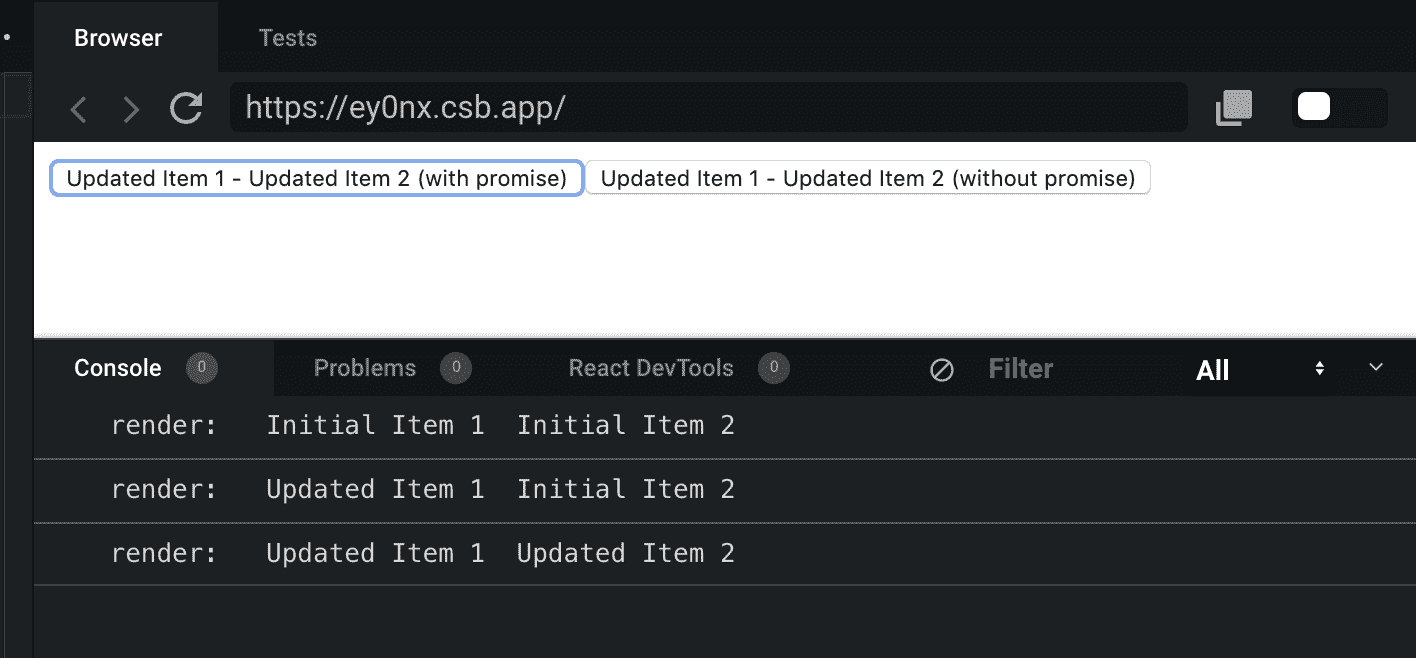 Browser Tests
https://ey0nx.csb.app/
Updated Item 1 - Updated Item 2 (with promise) Updated Item 1 - Updated Item 2 (without promise)
Console 0 Problems 0 React DevTools 0 Filter All
render: Initial Item 1 Initial Item 2
render: Updated Item 1 Initial Item 2
render: Updated Item 1 Updated Item 2